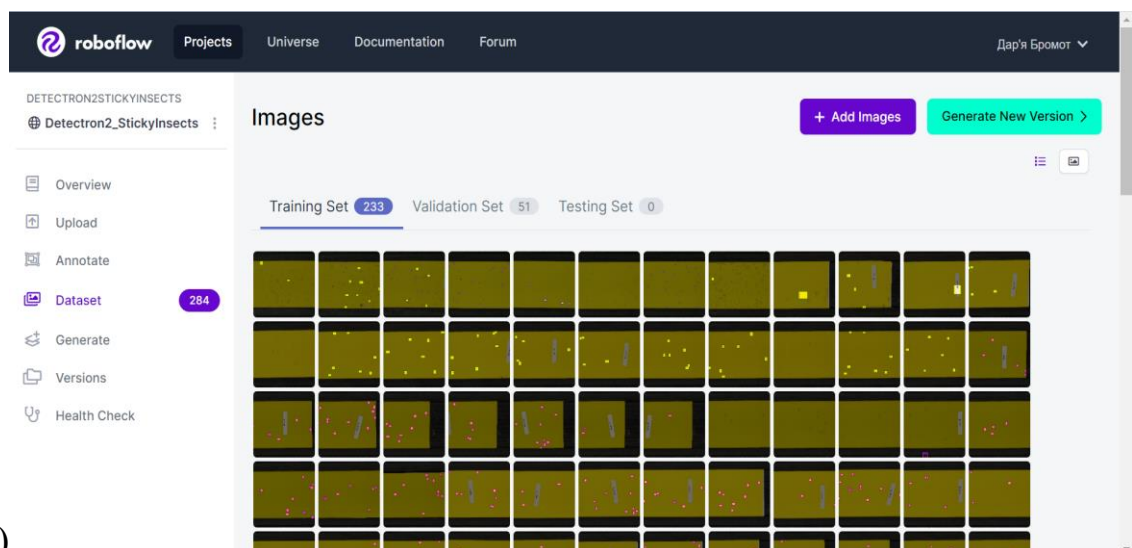 roboflow Projects Universe Documentation Forum Дар'я Бромот
DETECTRON2STICKYINSECTS
Detectron2_StickyInsects
Images
+ Add Images
Generate New Version >
Overview
Upload
Annotate
Dataset 284
Generate
Versions
Health Check
Training Set 233 Validation Set 51 Testing Set 0
)